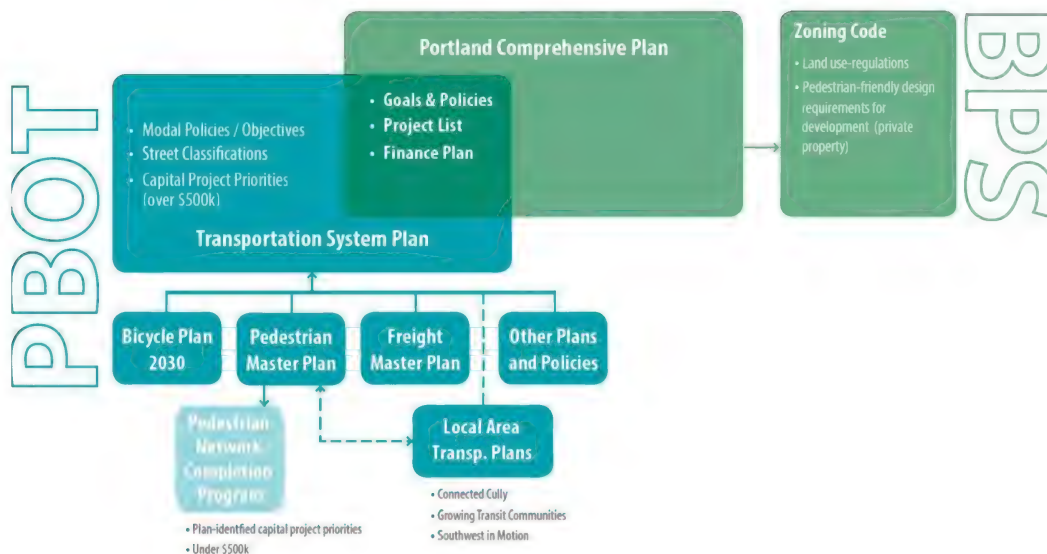 PBOT
Portland Comprehensive Plan
Zoning Code
• Land use-regulations
• Pedestrian-friendly design
requirements for
development (private
property)
BPS
• Goals & Policies
• Project List
• Finance Plan
• Modal Policies / Objectives
• Street Classifications
• Capital Project Priorities
(over $500k)
Transportation System Plan
Bicycle Plan
2030
Pedestrian
Master Plan
Freight
Master Plan
Other Plans
and Policies
Pedestrian
Network
Completion
Program
• Plan-identfied capital project priorities
• Under $500k
Local Area
Transp. Plans
• Connected Cully
• Growing Transit Communities
• Southwest in Motion